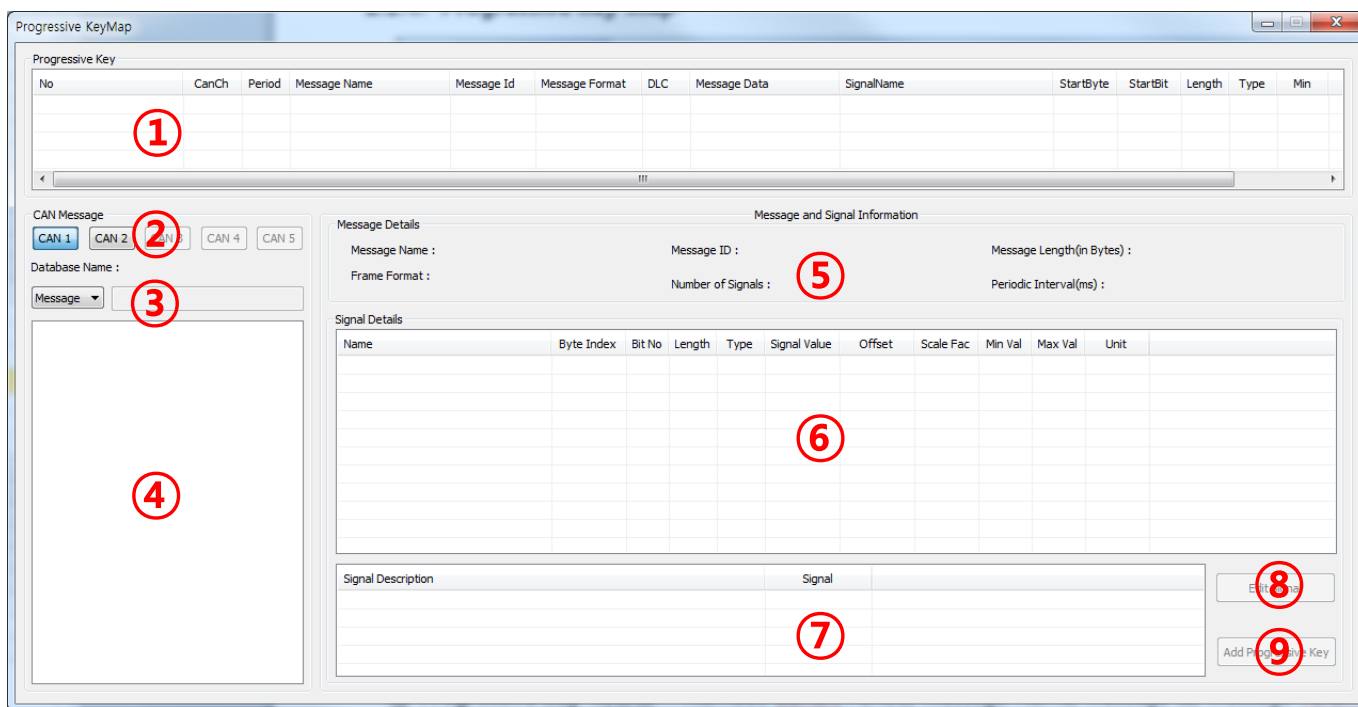 Progressive KeyMap
Progressive Key
No CanCh Period Message Name Message Id Message Format DLC Message Data SignalName StartByte StartBit Length Type Min
①
CAN Message
CAN 1 CAN 2 ② CAN 4 CAN 5
Database Name :
Message ③
④
Message and Signal Information
Message Details
Message Name : Message ID : Message Length(in Bytes) :
Frame Format : Number of Signals : ⑤ Periodic Interval(ms) :
Signal Details
Name Byte Index Bit No Length Type Signal Value Offset Scale Fac Min Val Max Val Unit
⑥
Signal Description Signal
⑦
⑧
Add Progressive Key
⑨